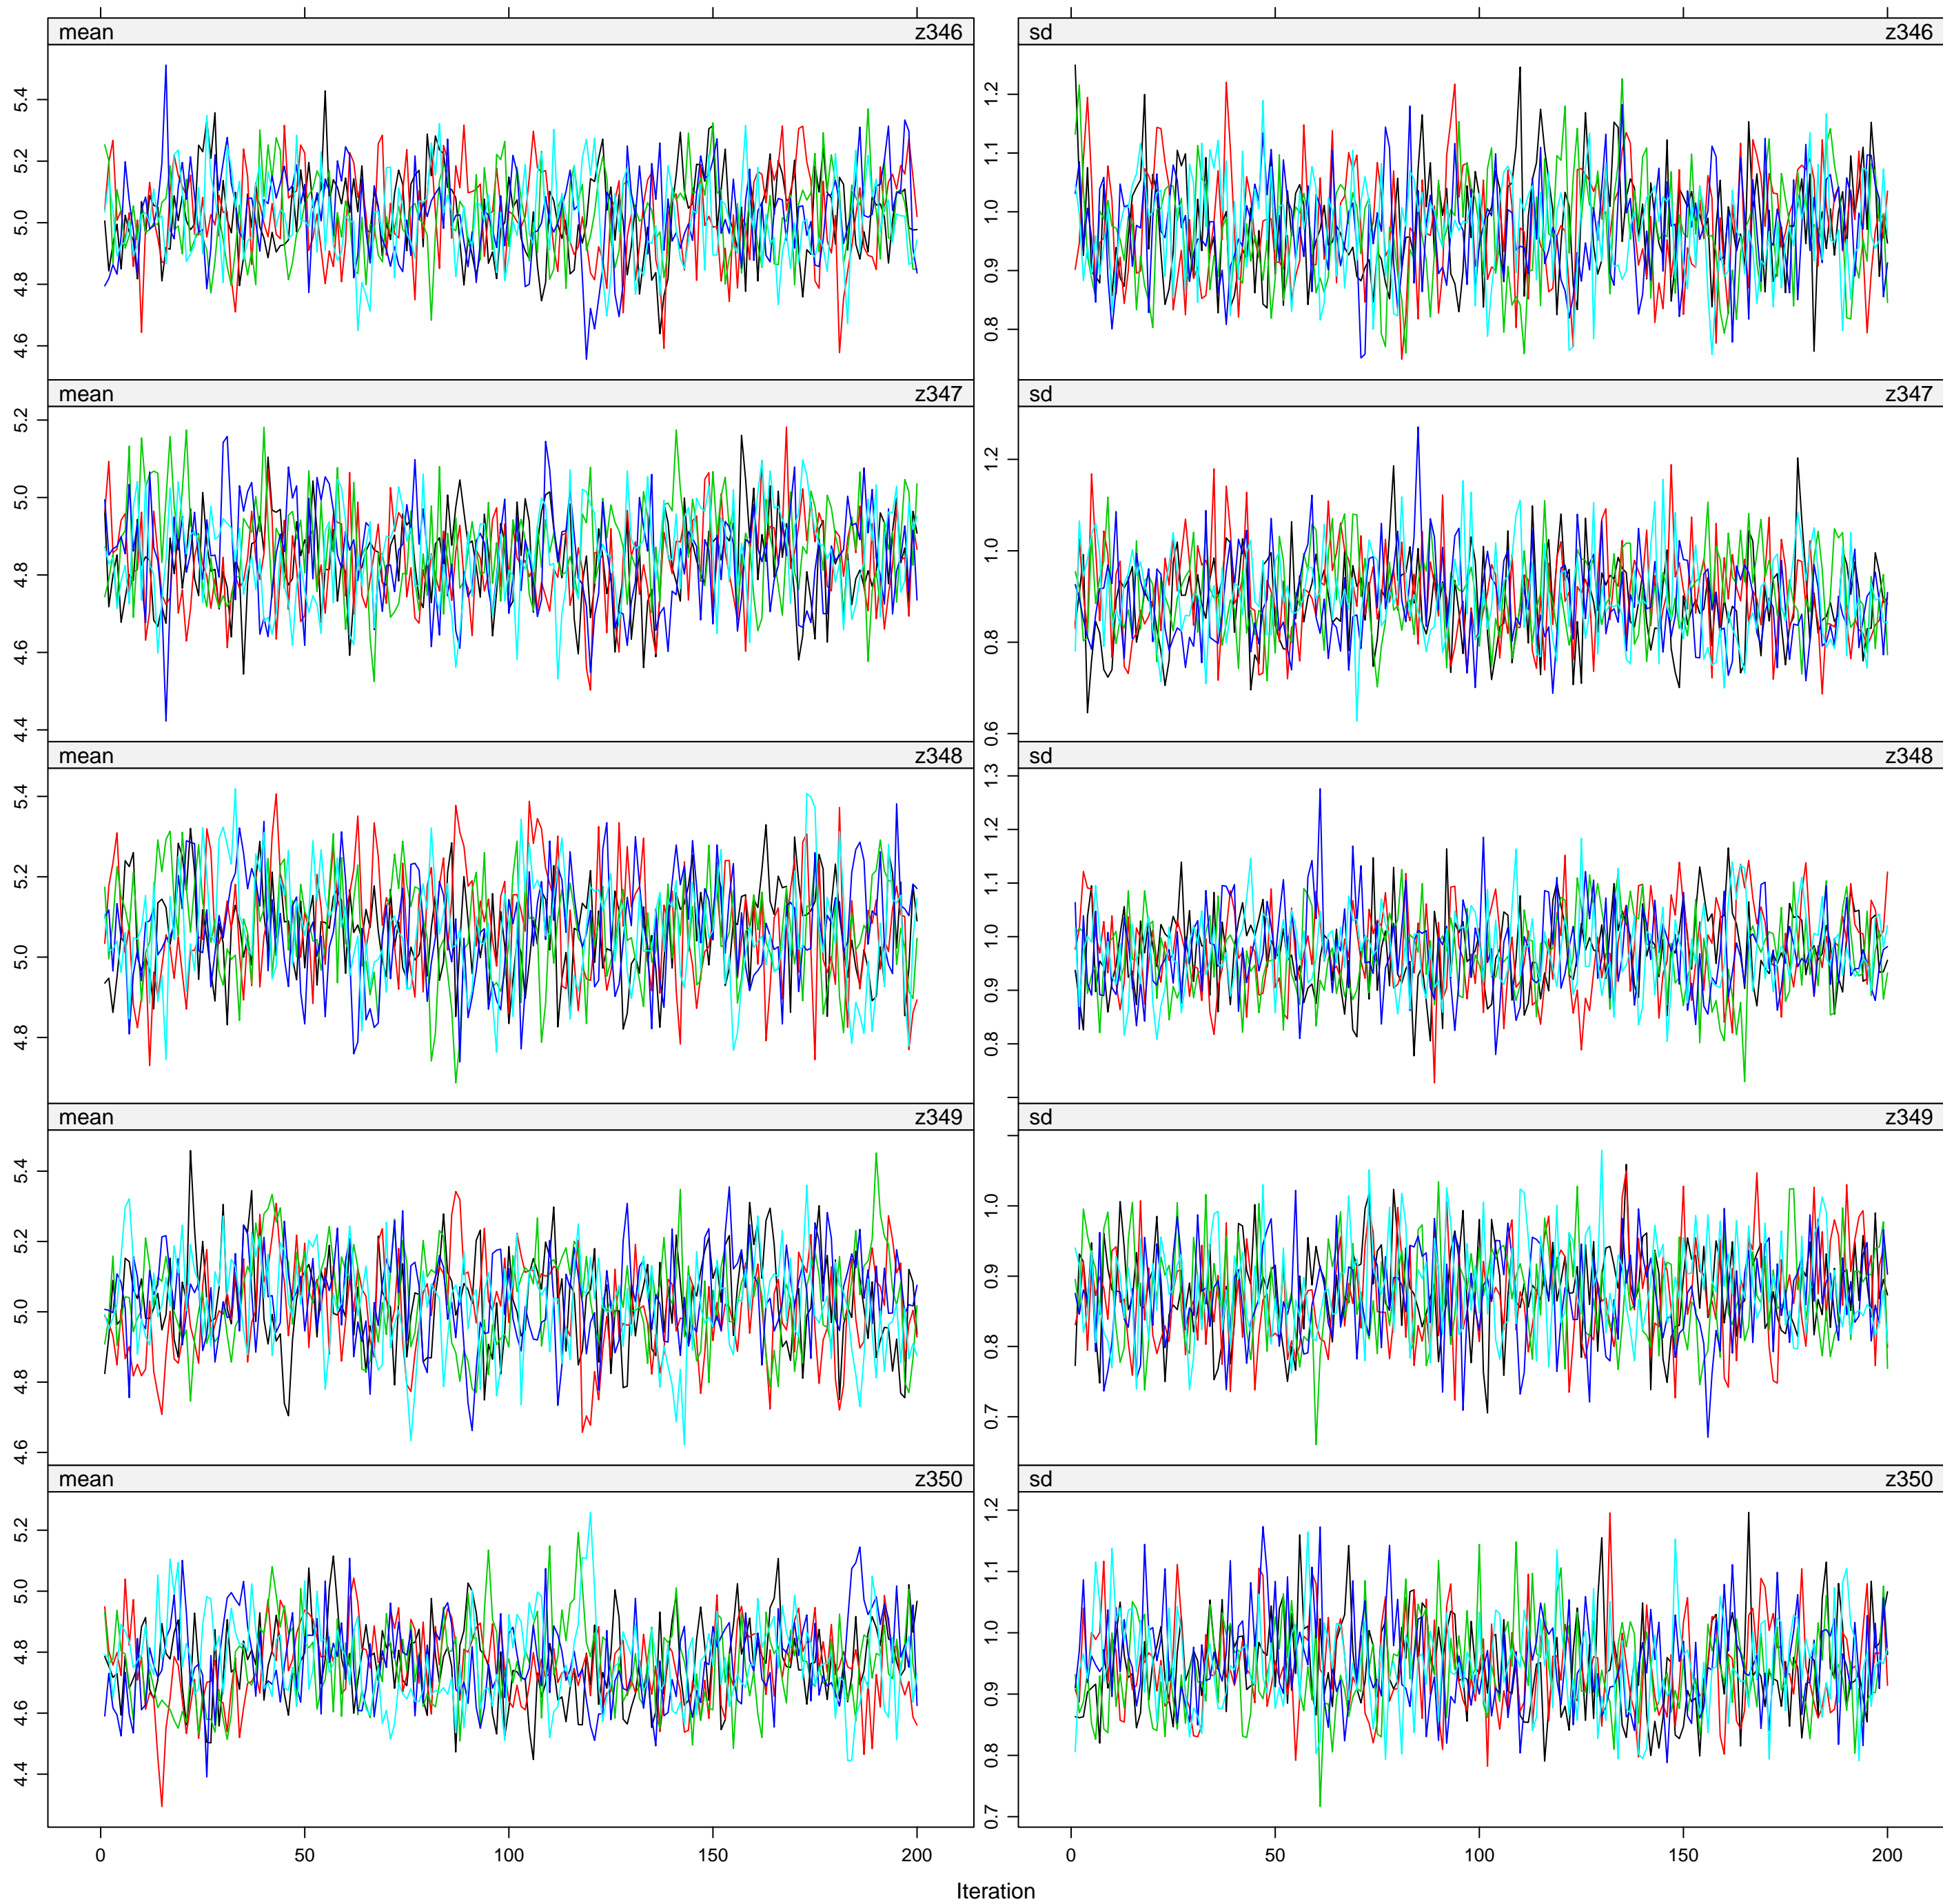 mean z346 sd z346
5.4 5.2 5.0 4.8 4.6
1.2 1.1 1.0 0.9 0.8
mean z347 sd z347
5.2 5.0 4.8 4.6 4.4
1.2 1.0 0.8 0.6
mean z348 sd z348
5.4 5.2 5.0 4.8
1.3 1.2 1.1 1.0 0.9 0.8
mean z349 sd z349
5.4 5.2 5.0 4.8 4.6
1.0 0.9 0.8 0.7
mean z350 sd z350
5.2 5.0 4.8 4.6 4.4
1.2 1.1 1.0 0.9 0.8 0.7
0 50 100 150 200 0 50 100 150 200
Iteration